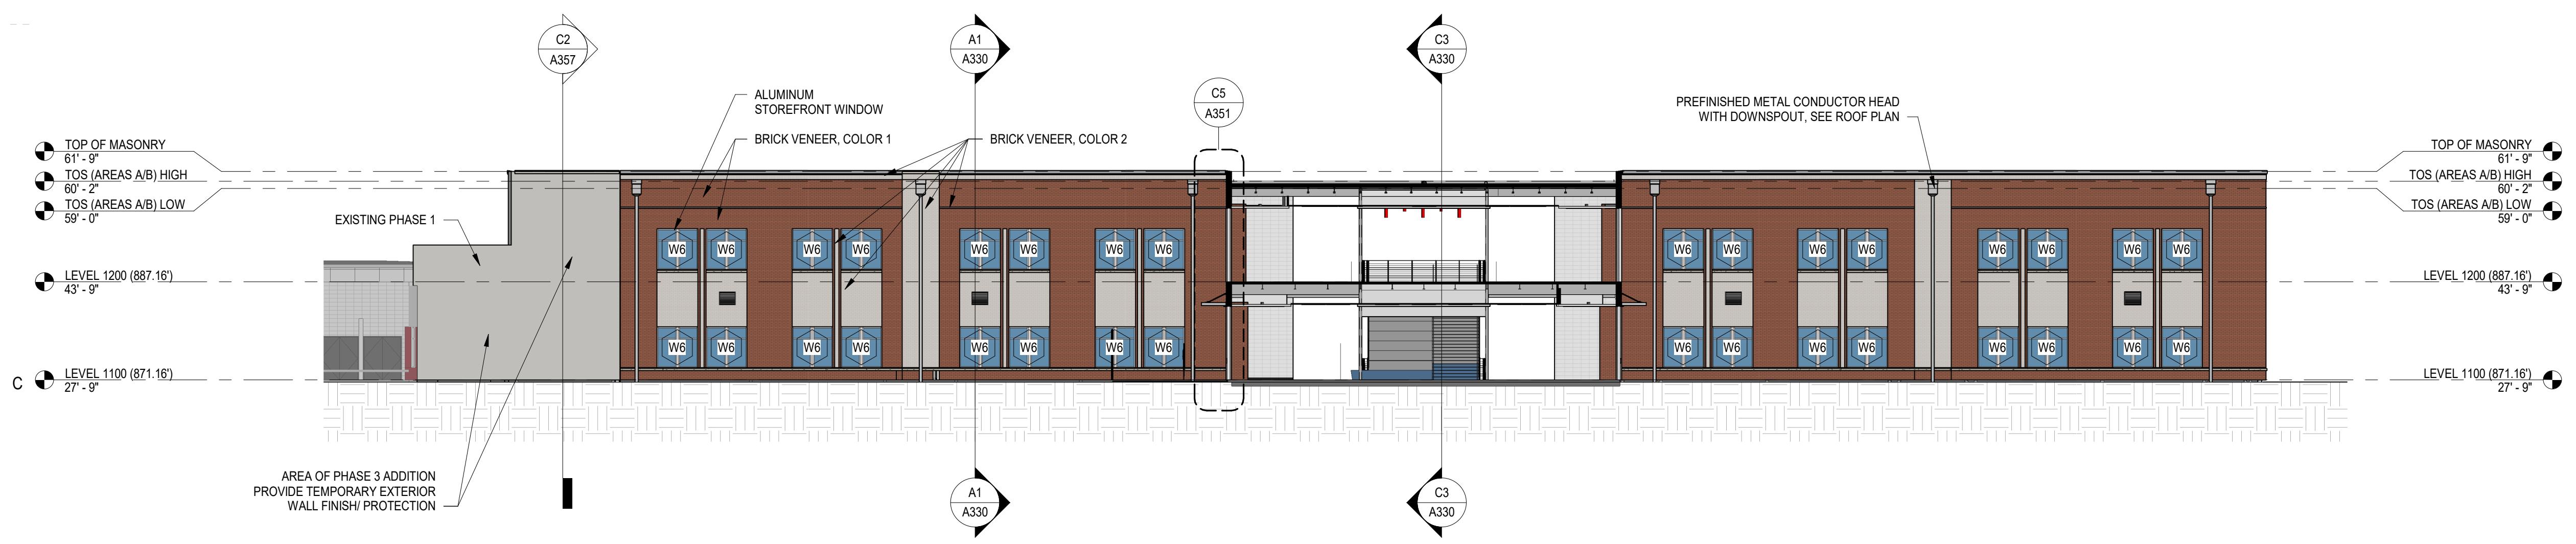 C2
A357
A1
A330
C3
A330
C5
A351
ALUMINUM
STOREFRONT WINDOW
BRICK VENEER, COLOR 1
BRICK VENEER, COLOR 2
PREFINISHED METAL CONDUCTOR HEAD
WITH DOWNSPOUT, SEE ROOF PLAN
TOP OF MASONRY
61' - 9"
TOS (AREAS A/B) HIGH
60' - 2"
TOS (AREAS A/B) LOW
59' - 0"
EXISTING PHASE 1
LEVEL 1200 (887.16')
43' - 9"
LEVEL 1100 (871.16')
27' - 9"
C
TOP OF MASONRY
61' - 9"
TOS (AREAS A/B) HIGH
60' - 2"
TOS (AREAS A/B) LOW
59' - 0"
LEVEL 1200 (887.16')
43' - 9"
LEVEL 1100 (871.16')
27' - 9"
W6 W6 W6 W6 W6 W6 W6 W6 W6 W6 W6 W6 W6 W6 W6 W6
W6 W6 W6 W6 W6 W6 W6 W6 W6 W6 W6 W6 W6 W6 W6 W6
AREA OF PHASE 3 ADDITION
PROVIDE TEMPORARY EXTERIOR
WALL FINISH/ PROTECTION
A1
A330
C3
A330